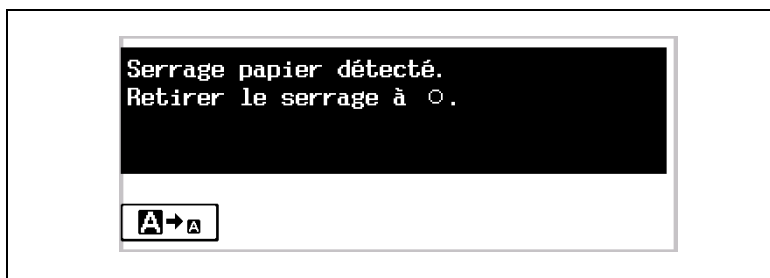 Serrage papier détecté.
Retirer le serrage à ○.
A→A